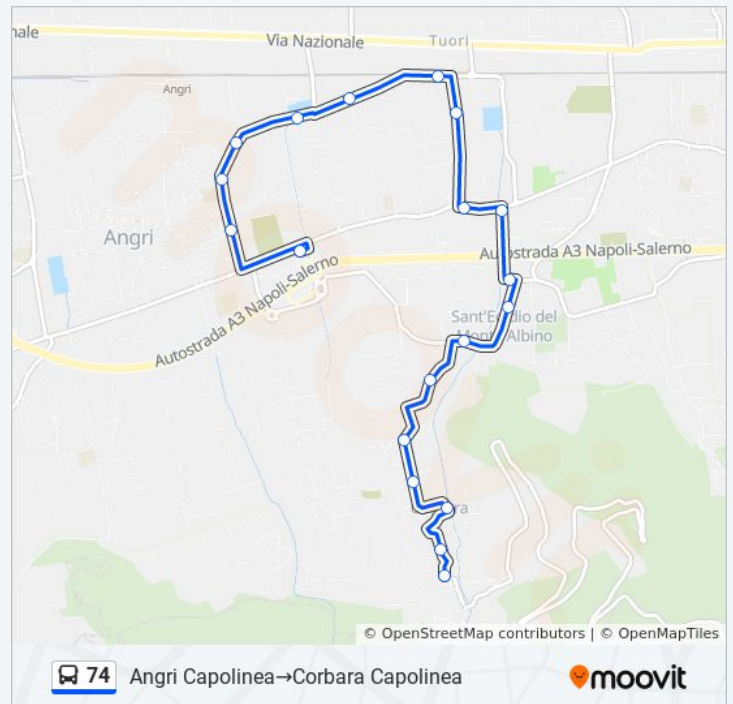 nale
Via Nazionale
Tuori
Angri
Angri
Autostrada A3 Napoli-Salerno
Autostrada A3 Napoli-Salerno
Sant'Egidio del
Monte Albino
© OpenStreetMap contributors | © OpenMapTiles
74 Angri Capolinea→Corbara Capolinea
moovit